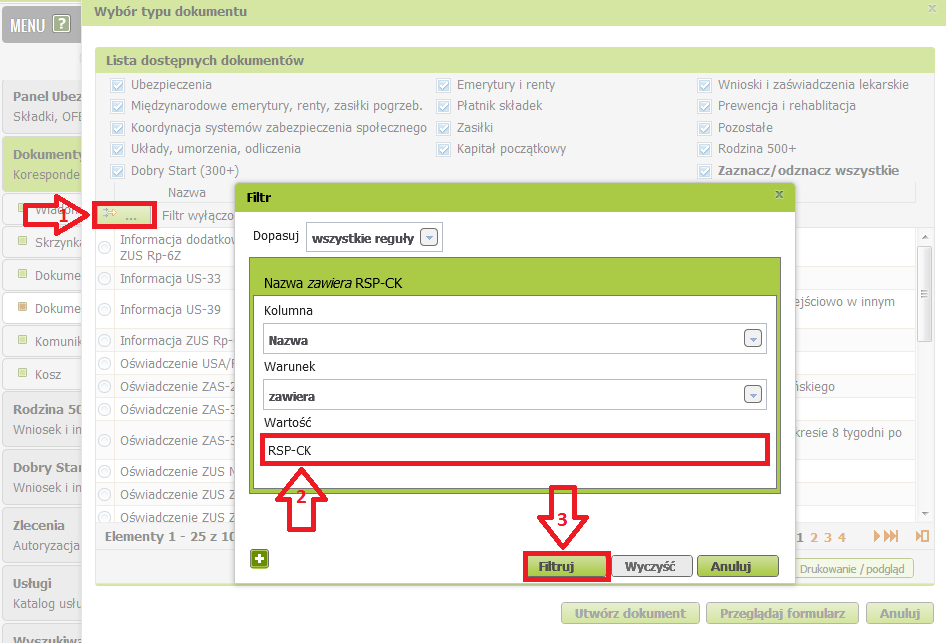 Wybór typu dokumentu
MENU ?
Lista dostępnych dokumentów
Ubezpieczenia
Emerytury i renty
Wnioski i zaświadczenia lekarskie
Międzynarodowe emerytury, renty, zasiłki pogrzeb.
Płatnik składek
Prewencja i rehabilitacja
Koordynacja systemów zabezpieczenia społecznego
Zasiłki
Pozostałe
Układy, umorzenia, odliczenia
Kapitał początkowy
Rodzina 500+
Dobry Start (300+)
Zaznacz/odznacz wszystkie
Panel Ubez
Składki, OFE
Dokumenty
Koresponde
Wiadom
Skrzynka
Dokume
Dokume
Komunik
Kosz
Rodzina 50
Wniosek i in
Dobry Star
Wniosek i in
Zlecenia
Autoryzacja
Usługi
Katalog usłu
Wyszukiwa
Nazwa
1
...
Filtr wyłączo
Informacja dodatkow
ZUS Rp-6Z
Informacja US-33
Informacja US-39
ejściowo w innym
Informacja ZUS Rp-
Oświadczenie USA/F
Oświadczenie ZAS-2
ńskiego
Oświadczenie ZAS-3
Oświadczenie ZAS-3
kresie 8 tygodni po
Oświadczenie ZUS N
Oświadczenie ZUS Z
Oświadczenie ZUS Z
Elementy 1 - 25 z 10
1 2 3 4
Drukowanie / podgląd
Filtr
x
Dopasuj
wszystkie reguły
Nazwa zawiera RSP-CK
Kolumna
Nazwa
Warunek
zawiera
Wartość
RSP-CK
2
3
Filtruj
Wyczyść
Anuluj
Utwórz dokument
Przeglądaj formularz
Anuluj